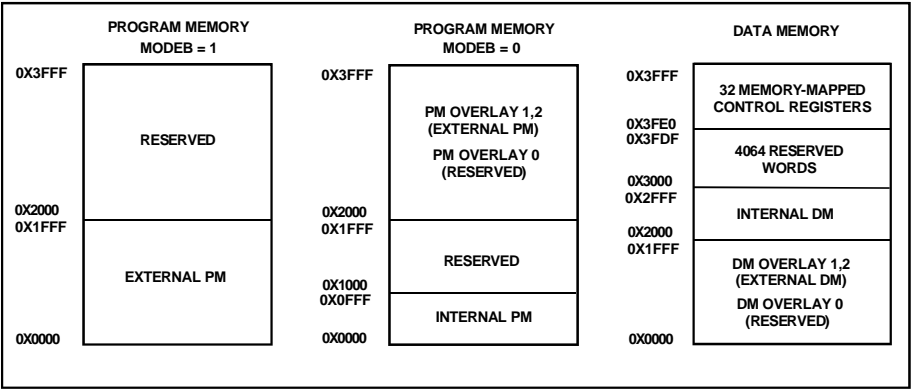 PROGRAM MEMORY
MODEB = 1
0X3FFF
RESERVED
0X2000
0X1FFF
EXTERNAL PM
0X0000
PROGRAM MEMORY
MODEB = 0
0X3FFF
PM OVERLAY 1,2
(EXTERNAL PM)
PM OVERLAY 0
(RESERVED)
0X2000
0X1FFF
RESERVED
0X1000
0X0FFF
INTERNAL PM
0X0000
DATA MEMORY
0X3FFF
32 MEMORY-MAPPED
CONTROL REGISTERS
0X3FE0
0X3FDF
4064 RESERVED
WORDS
0X3000
0X2FFF
INTERNAL DM
0X2000
0X1FFF
DM OVERLAY 1,2
(EXTERNAL DM)
DM OVERLAY 0
(RESERVED)
0X0000